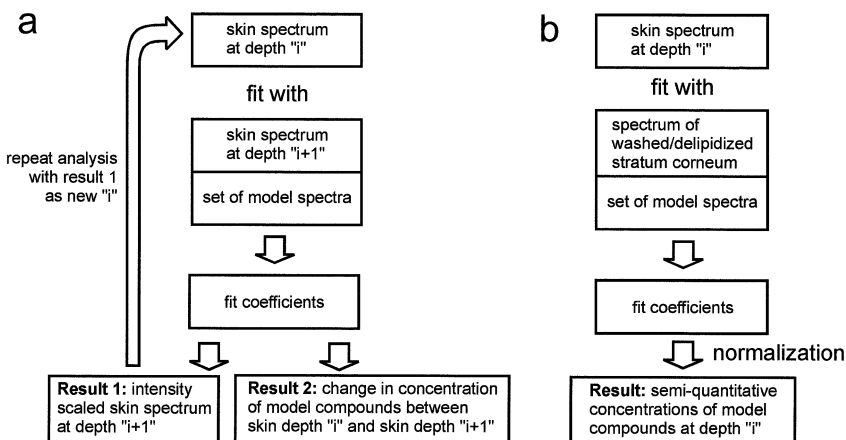 a
skin spectrum
at depth "i"
fit with
skin spectrum
at depth "i+1"
set of model spectra
repeat analysis
with result 1
as new "i"
fit coefficients
Result 1: intensity
scaled skin spectrum
at depth "i+1"
Result 2: change in concentration
of model compounds between
skin depth "i" and skin depth "i+1"
b
skin spectrum
at depth "i"
fit with
spectrum of
washed/delipidized
stratum corneum
set of model spectra
fit coefficients
normalization
Result: semi-quantitative
concentrations of model
compounds at depth "i"